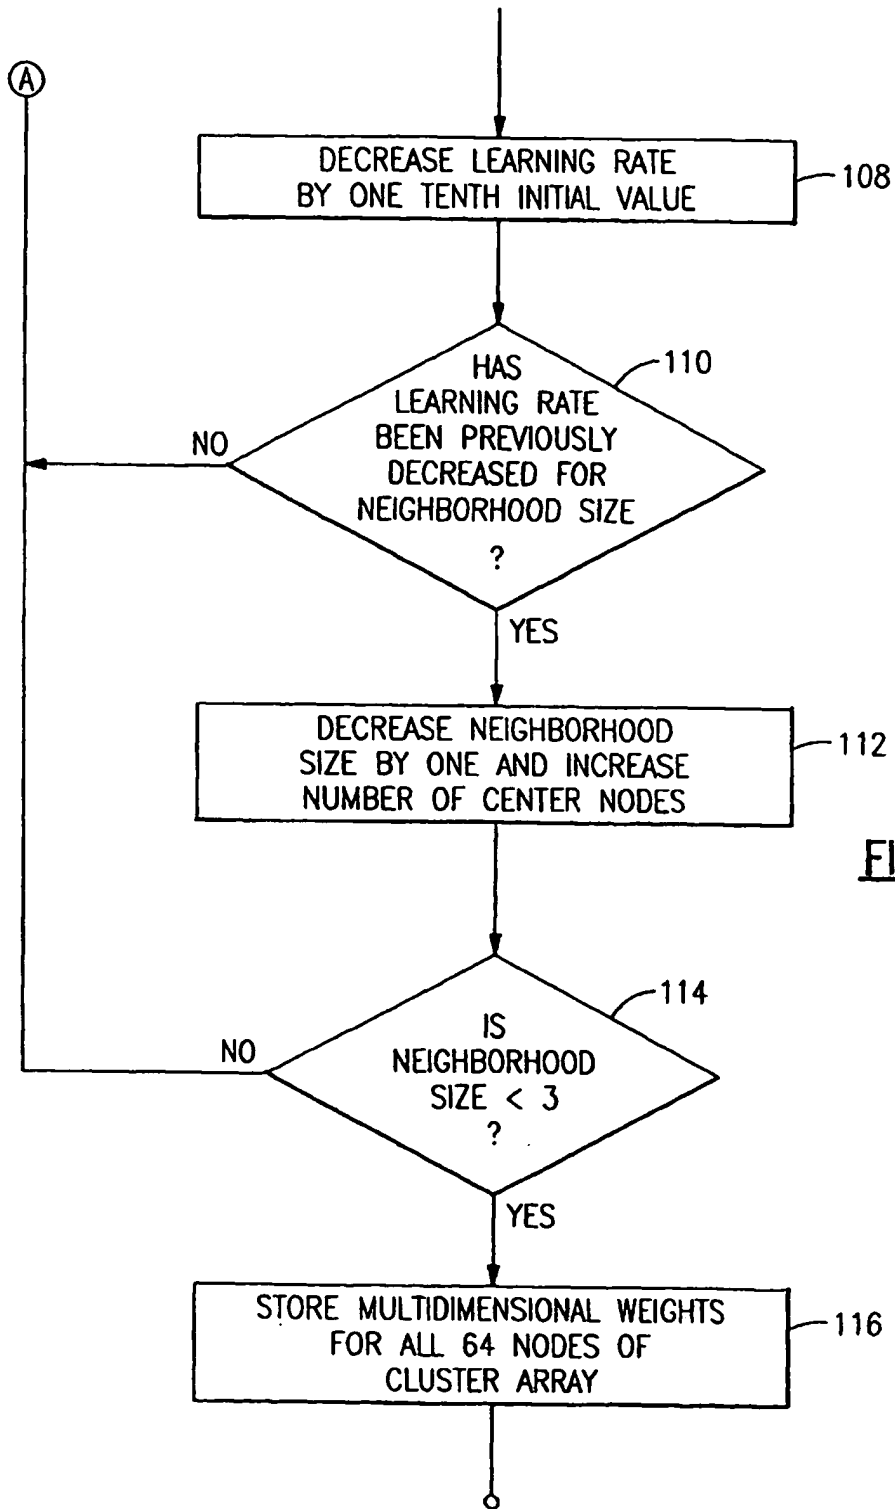 A
DECREASE LEARNING RATE
BY ONE TENTH INITIAL VALUE
108
110
HAS
LEARNING RATE
BEEN PREVIOUSLY
DECREASED FOR
NEIGHBORHOOD SIZE
?
NO
YES
DECREASE NEIGHBORHOOD
SIZE BY ONE AND INCREASE
NUMBER OF CENTER NODES
112
114
IS
NEIGHBORHOOD
SIZE < 3
?
NO
YES
STORE MULTIDIMENSIONAL WEIGHTS
FOR ALL 64 NODES OF
CLUSTER ARRAY
116